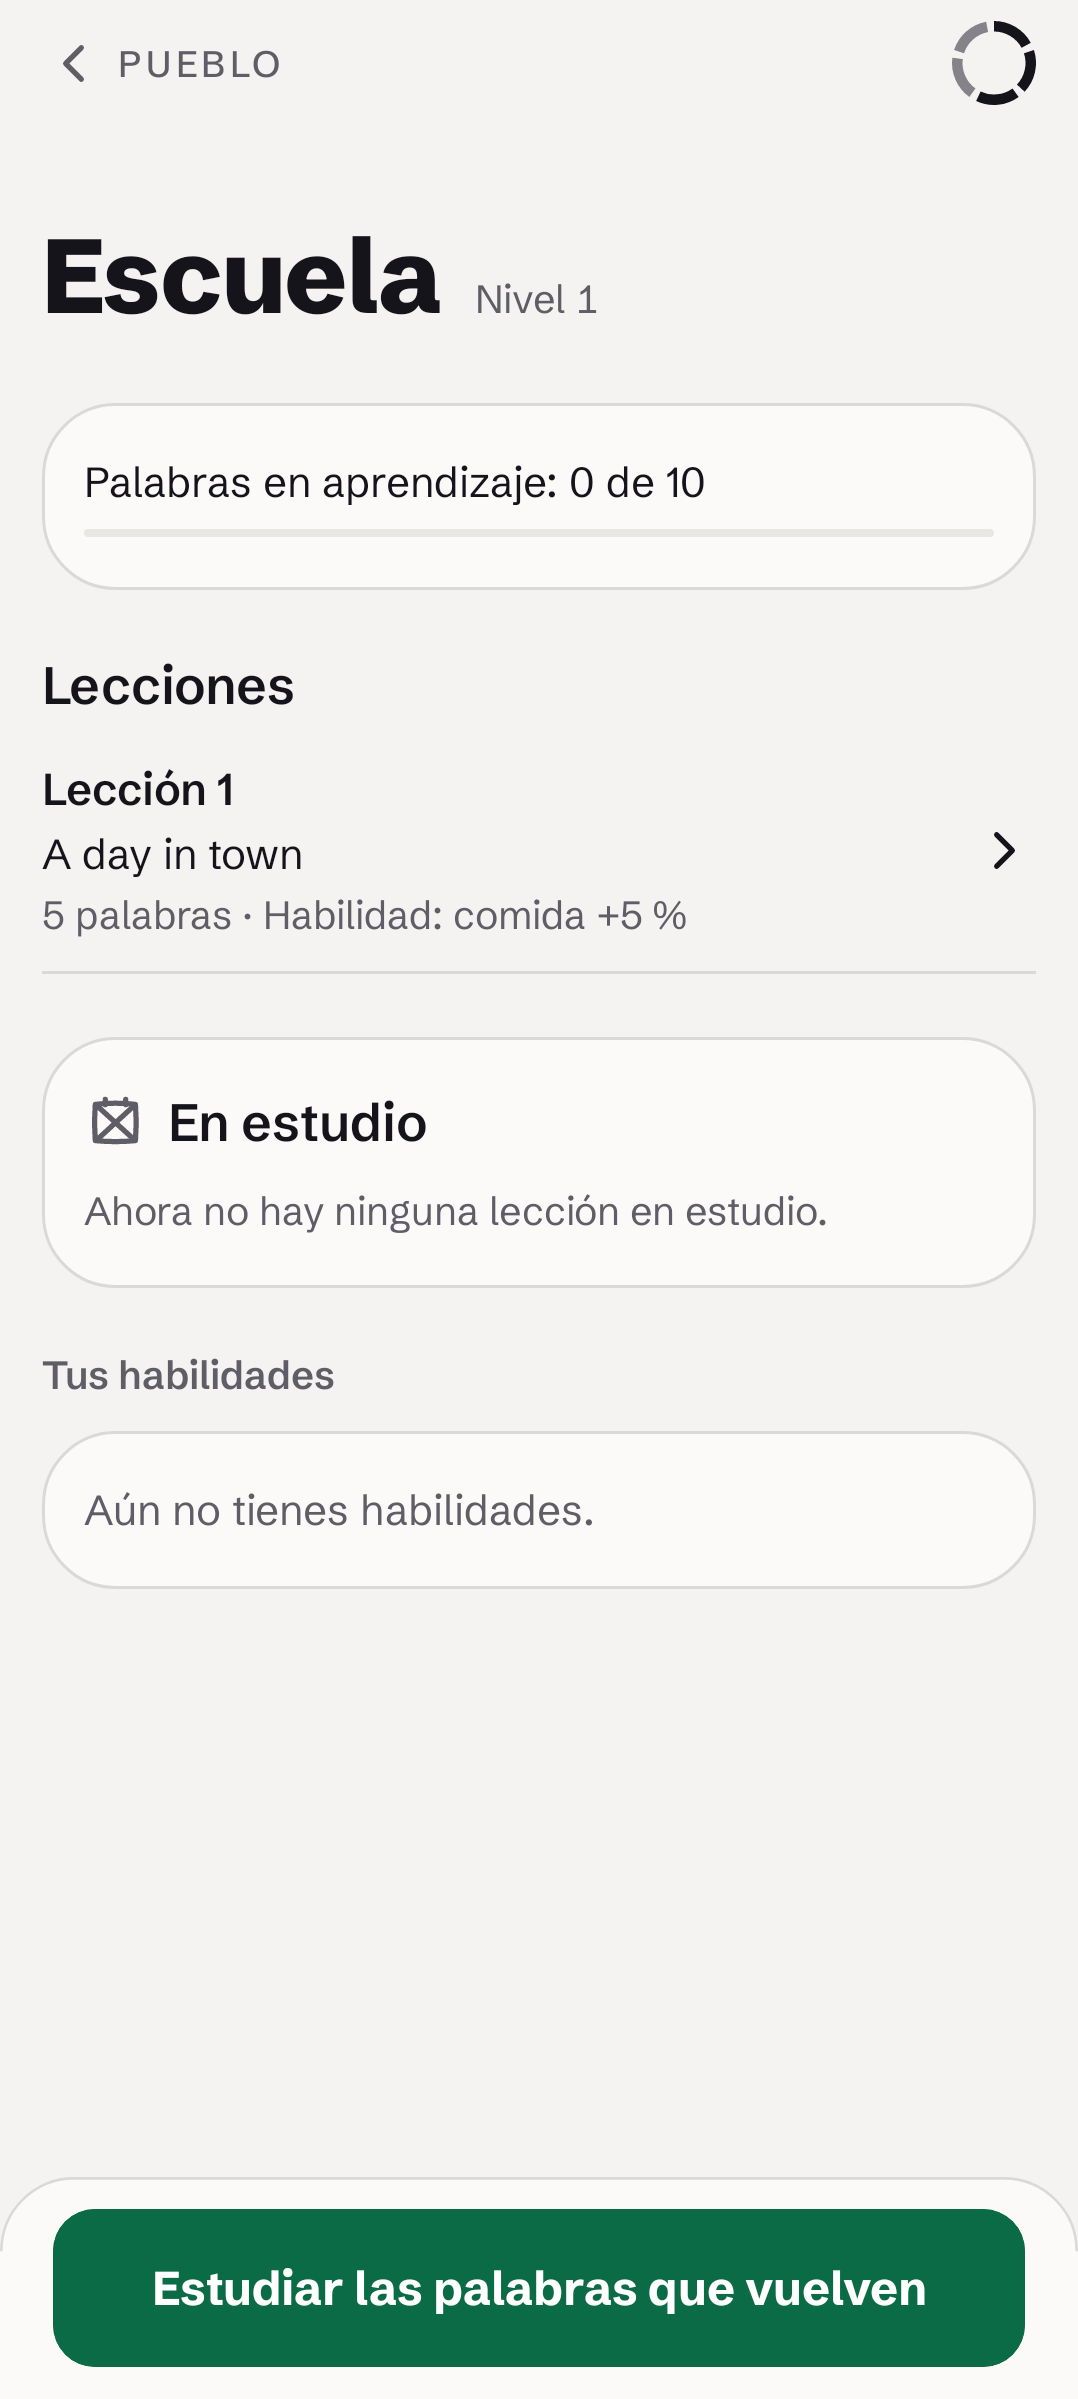 PUEBLO
Escuela Nivel 1
Palabras en aprendizaje: 0 de 10
Lecciones
Lección 1
A day in town
5 palabras · Habilidad: comida +5 %
En estudio
Ahora no hay ninguna lección en estudio.
Tus habilidades
Aún no tienes habilidades.
Estudiar las palabras que vuelven